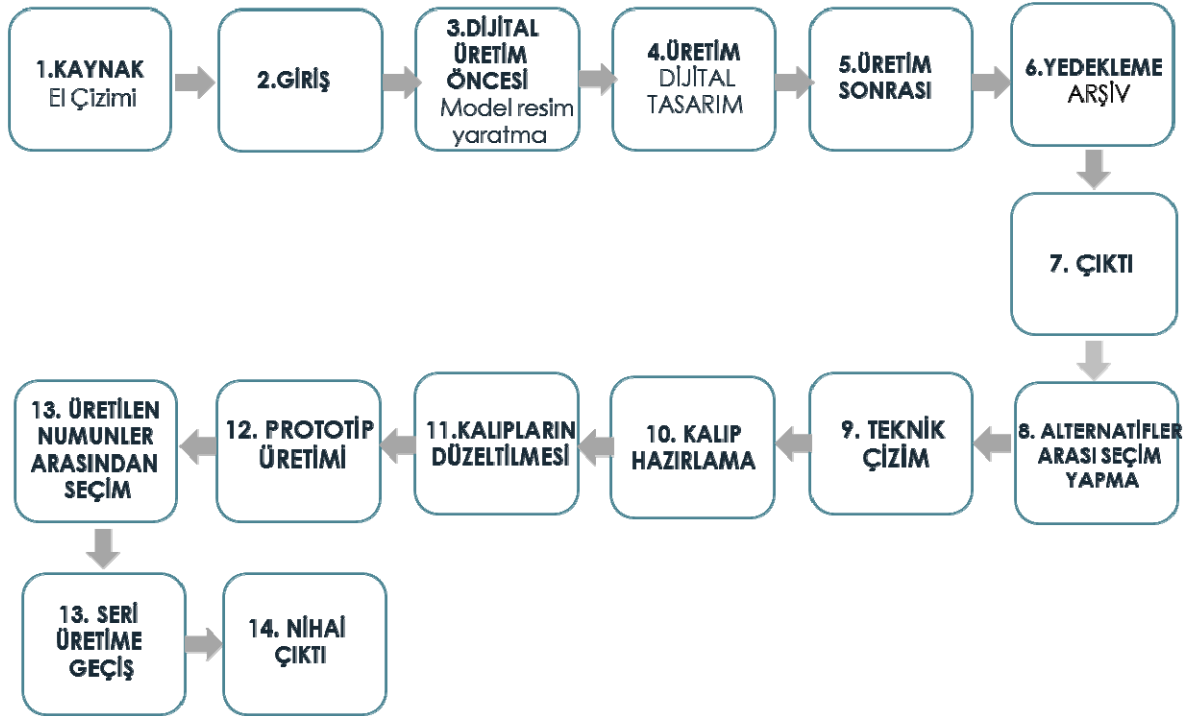 1.KAYNAK
El Çizimi
2.GİRİŞ
3.DİJİTAL
ÜRETİM
ÖNCESİ
Model resim
yaratma
4.ÜRETİM
DİJİTAL
TASARIM
5.ÜRETİM
SONRASI
6.YEDEKLEME
ARŞİV
7. ÇIKTI
8. ALTERNATİFLER
ARASI SEÇİM
YAPMA
9. TEKNİK
ÇİZİM
10. KALIP
HAZIRLAMA
11.KALIPLARIN
DÜZELTİLMESİ
12. PROTOTİP
ÜRETİMİ
13. ÜRETİLEN
NUMUNLER
ARASINDAN
SEÇİM
13. SERİ
ÜRETİME
GEÇİŞ
14. NİHAİ
ÇIKTI